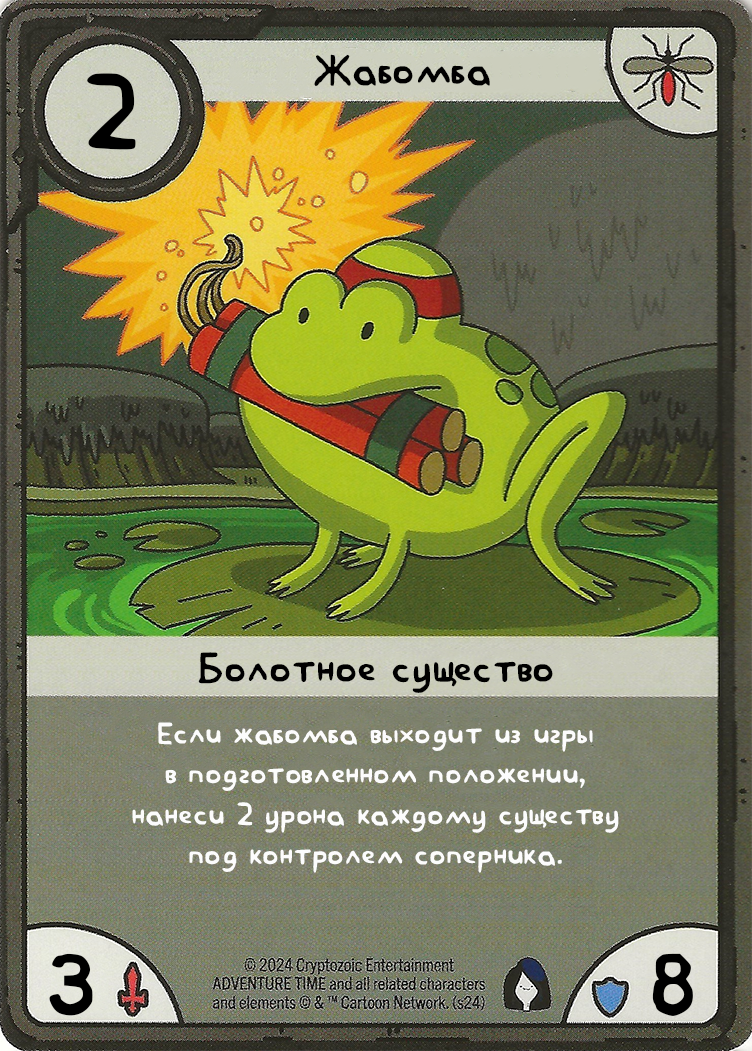 2
Жабомба
Болотное существо
Если жабомба выходит из игры
в подготовленном положении,
нанеси 2 урона каждому существу
под контролем соперника.
3
© 2024 Cryptozoic Entertainment
ADVENTURE TIME and all related characters
and elements © & ™ Cartoon Network. (s24)
8